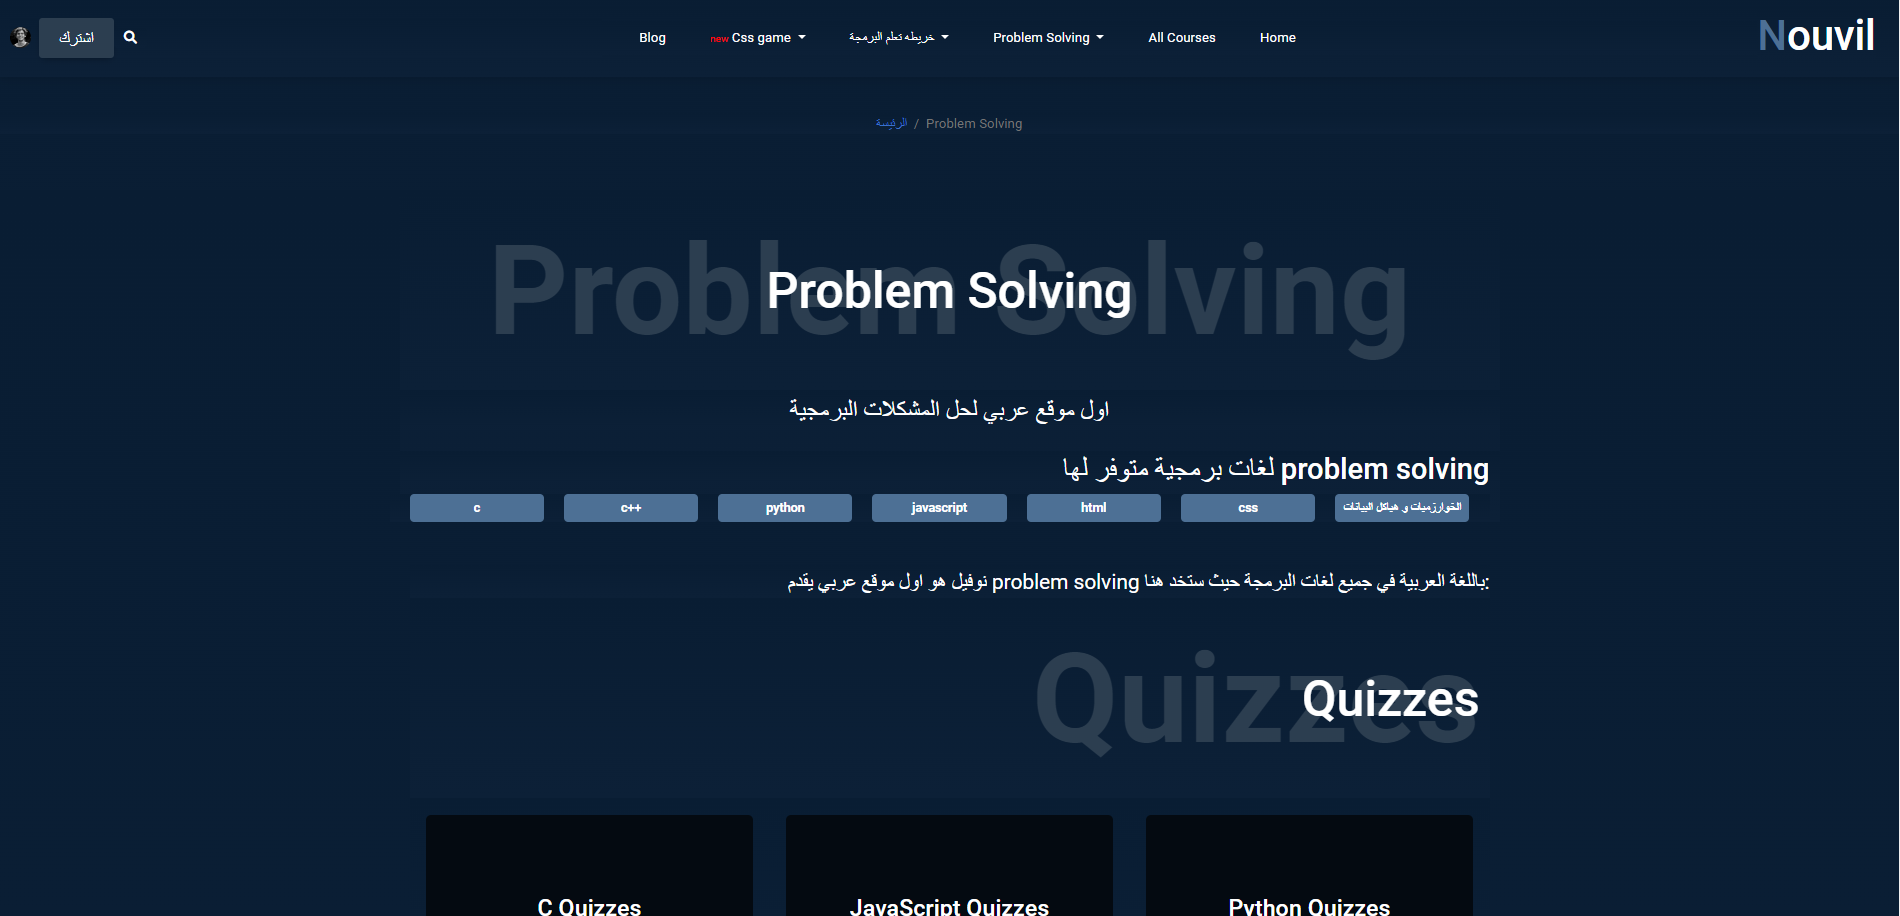 اشترك
Blog
new Css game
خريطه تعلم البرمجة
Problem Solving
All Courses
Home
Nouvil
الرئيسة / Problem Solving
Problem Solving
Problem Solving
اول موقع عربي لحل المشكلات البرمجية
لغات برمجية متوفر لها problem solving
c
c++
python
javascript
html
css
الخوارزميات و هياكل البيانات
نوفيل هو اول موقع عربي يقدم problem solving باللغة العربية في جميع لغات البرمجة حيث ستخد هنا:
Quizzes
Quizzes
C Quizzes
JavaScript Quizzes
Python Quizzes